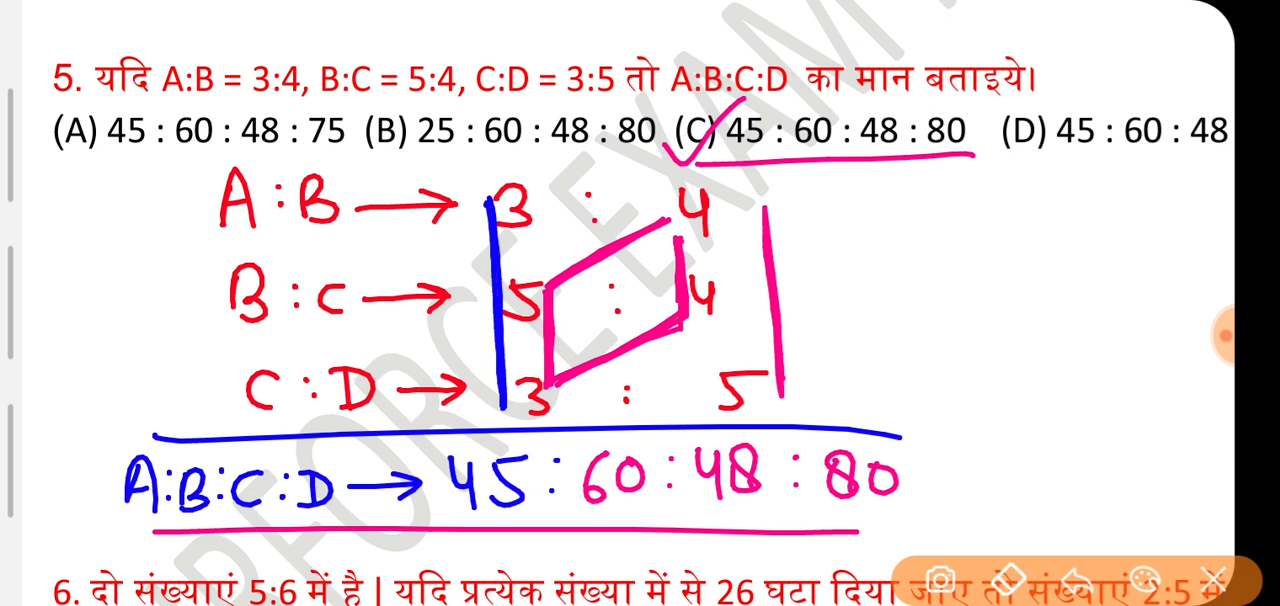 5. यदि A:B = 3:4, B:C = 5:4, C:D = 3:5 तो A:B:C:D का मान बताइये।
(A) 45 : 60 : 48 : 75 (B) 25 : 60 : 48 : 80 (C) 45 : 60 : 48 : 80 (D) 45 : 60 : 48
A : B → 3 : 4
B : C → 5 : 4
C : D → 3 : 5
A:B:C:D → 45 : 60 : 48 : 80
6. दो संख्याएं 5:6 में है | यदि प्रत्येक संख्या में से 26 घटा दिया जाए तो संख्याएं 2:5 में